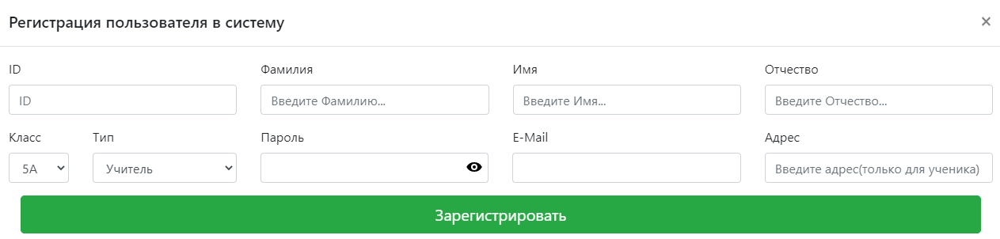 Регистрация пользователя в систему ×
ID Фамилия Имя Отчество
ID Введите Фамилию... Введите Имя... Введите Отчество...
Класс Тип Пароль E-Mail Адрес
5А Учитель Введите адрес(только для ученика)
Зарегистрировать